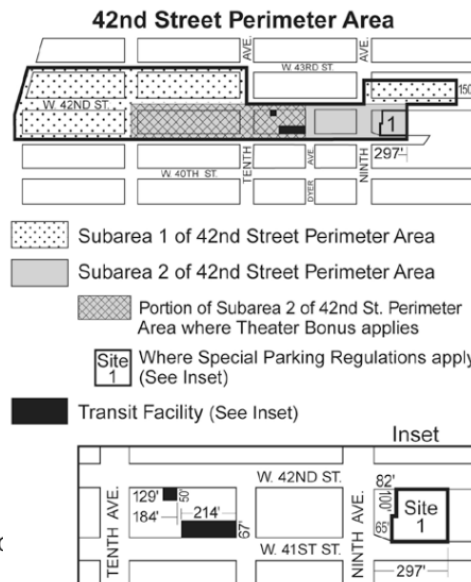 42nd Street Perimeter Area
AVE.
AVE.
W. 43RD ST.
W. 42ND ST.
150'
1
297'
W. 40TH ST.
TENTH
DYER AVE
NINTH
Subarea 1 of 42nd Street Perimeter Area
Subarea 2 of 42nd Street Perimeter Area
Portion of Subarea 2 of 42nd St. Perimeter
Area where Theater Bonus applies
Site
1
Where Special Parking Regulations apply
(See Inset)
Transit Facility (See Inset)
Inset
W. 42ND ST.
82'
129'
50'
100'
184'
214'
67'
65'
Site
1
TENTH AVE.
NINTH AVE.
W. 41ST ST.
297'